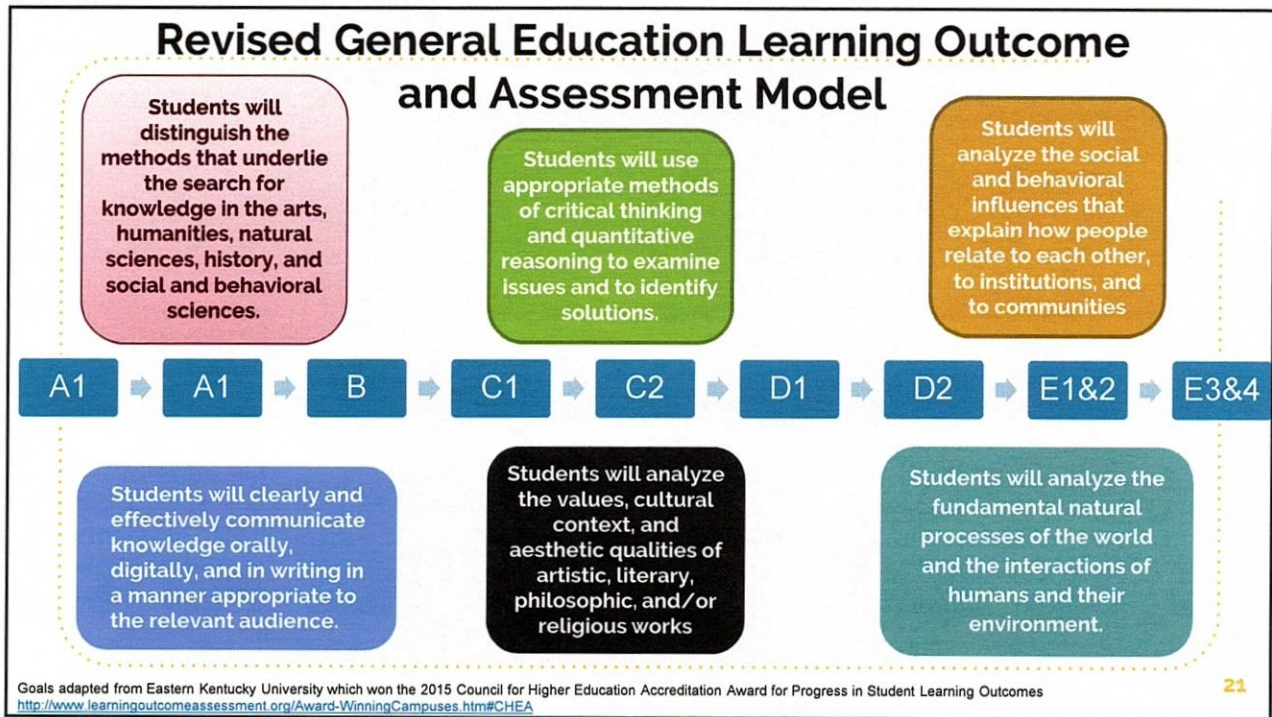 Revised General Education Learning Outcome
and Assessment Model
Students will
distinguish the
methods that underlie
the search for
knowledge in the arts,
humanities, natural
sciences, history, and
social and behavioral
sciences.
Students will use
appropriate methods
of critical thinking
and quantitative
reasoning to examine
issues and to identify
solutions.
Students will
analyze the social
and behavioral
influences that
explain how people
relate to each other,
to institutions, and
to communities
A1
A1
B
C1
C2
D1
D2
E1&2
E3&4
Students will clearly and
effectively communicate
knowledge orally,
digitally, and in writing in
a manner appropriate to
the relevant audience.
Students will analyze
the values, cultural
context, and
aesthetic qualities of
artistic, literary,
philosophic, and/or
religious works
Students will analyze the
fundamental natural
processes of the world
and the interactions of
humans and their
environment.
Goals adapted from Eastern Kentucky University which won the 2015 Council for Higher Education Accreditation Award for Progress in Student Learning Outcomes
http://www.learningoutcomeassessment.org/Award-WinningCampuses.htm#CHEA
21